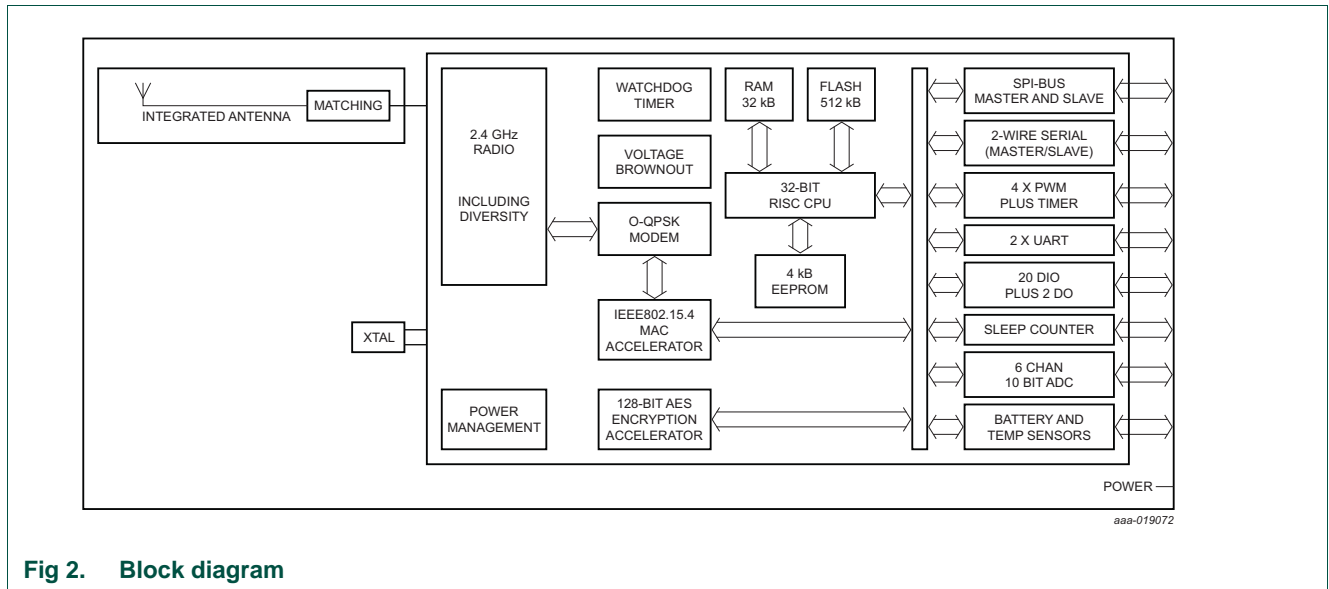 INTEGRATED ANTENNA
MATCHING
2.4 GHz
RADIO
INCLUDING
DIVERSITY
XTAL
POWER
MANAGEMENT
WATCHDOG
TIMER
VOLTAGE
BROWNOUT
O-QPSK
MODEM
IEEE802.15.4
MAC
ACCELERATOR
128-BIT AES
ENCRYPTION
ACCELERATOR
RAM
32 kB
FLASH
512 kB
32-BIT
RISC CPU
4 kB
EEPROM
SPI-BUS
MASTER AND SLAVE
2-WIRE SERIAL
(MASTER/SLAVE)
4 X PWM
PLUS TIMER
2 X UART
20 DIO
PLUS 2 DO
SLEEP COUNTER
6 CHAN
10 BIT ADC
BATTERY AND
TEMP SENSORS
POWER
aaa-019072
Fig 2. Block diagram